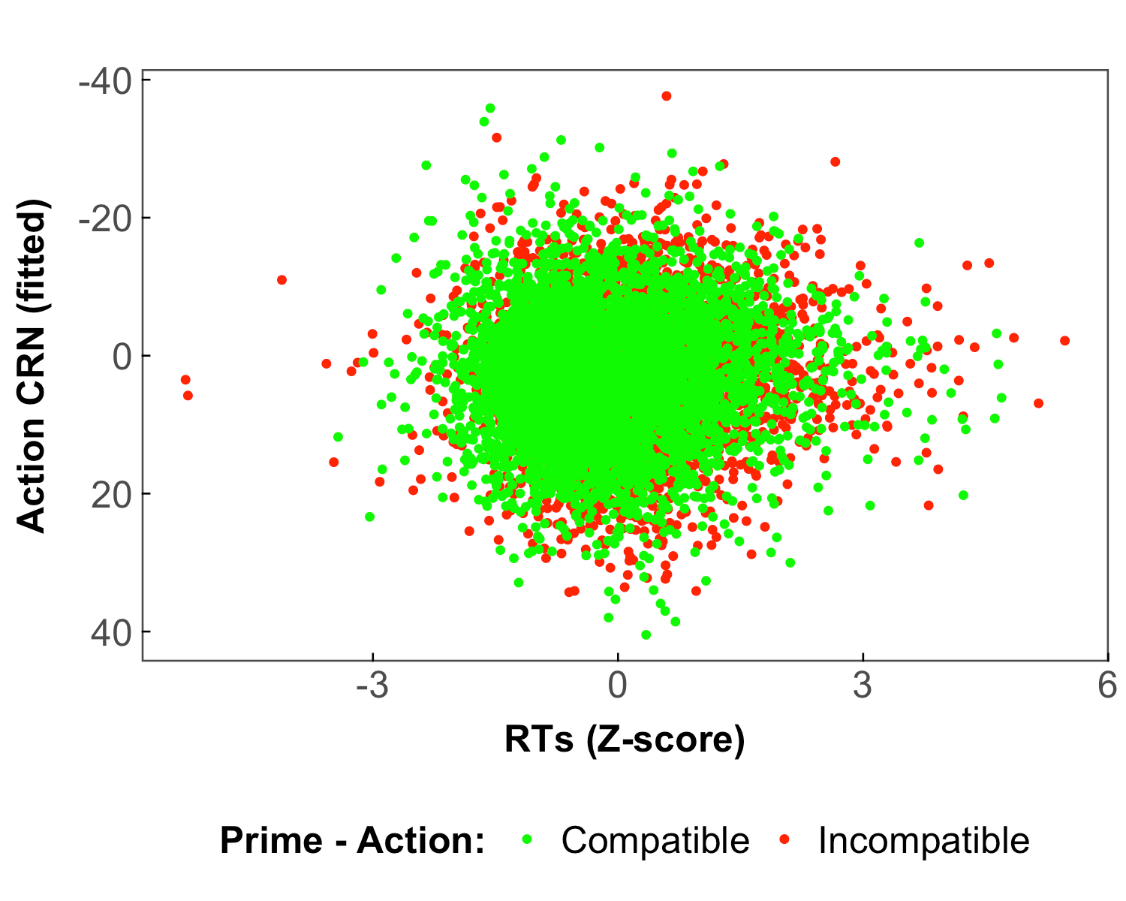 -40
-20
0
20
40
Action CRN (fitted)
-3 0 3 6
RTs (Z-score)
Prime - Action: Compatible Incompatible